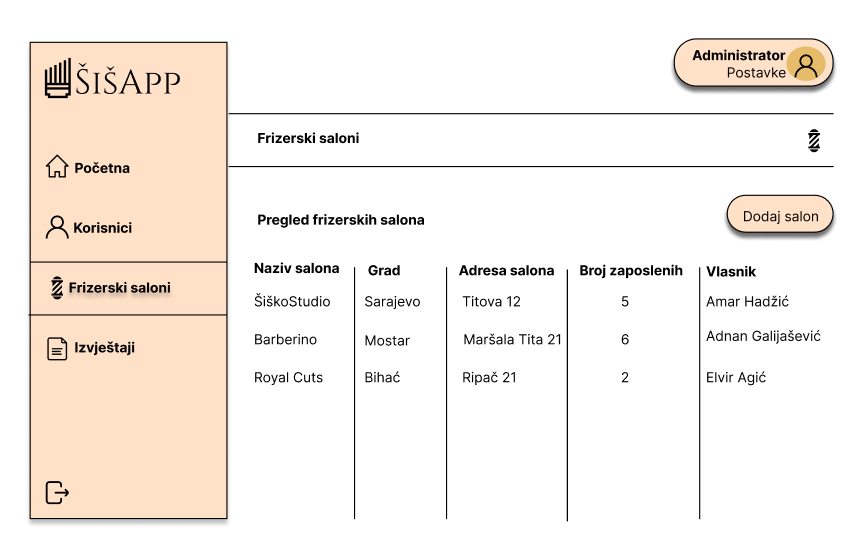 ŠišApp
Administrator
Postavke
Početna
Korisnici
Frizerski saloni
Izvještaji
Frizerski saloni
Pregled frizerskih salona
Dodaj salon
Naziv salona Grad Adresa salona Broj zaposlenih Vlasnik
ŠiškoStudio Sarajevo Titova 12 5 Amar Hadžić
Barberino Mostar Maršala Tita 21 6 Adnan Galijašević
Royal Cuts Bihać Ripač 21 2 Elvir Agić